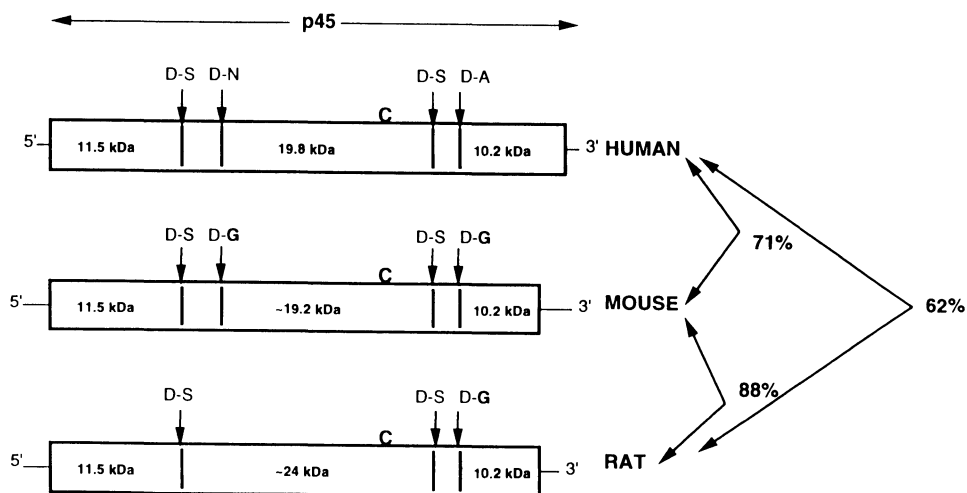 p45
D-S D-N D-S D-A
C
5' 11.5 kDa 19.8 kDa 10.2 kDa 3' HUMAN
71%
D-S D-G D-S D-G
C
5' 11.5 kDa ~19.2 kDa 10.2 kDa 3' MOUSE
62%
88%
D-S D-S D-G
C
5' 11.5 kDa ~24 kDa 10.2 kDa 3' RAT